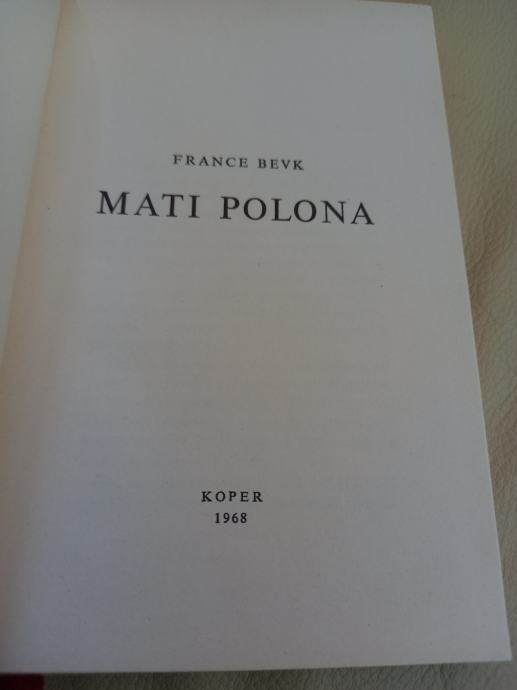 FRANCE BEVK
MATI POLONA
KOPER
1968